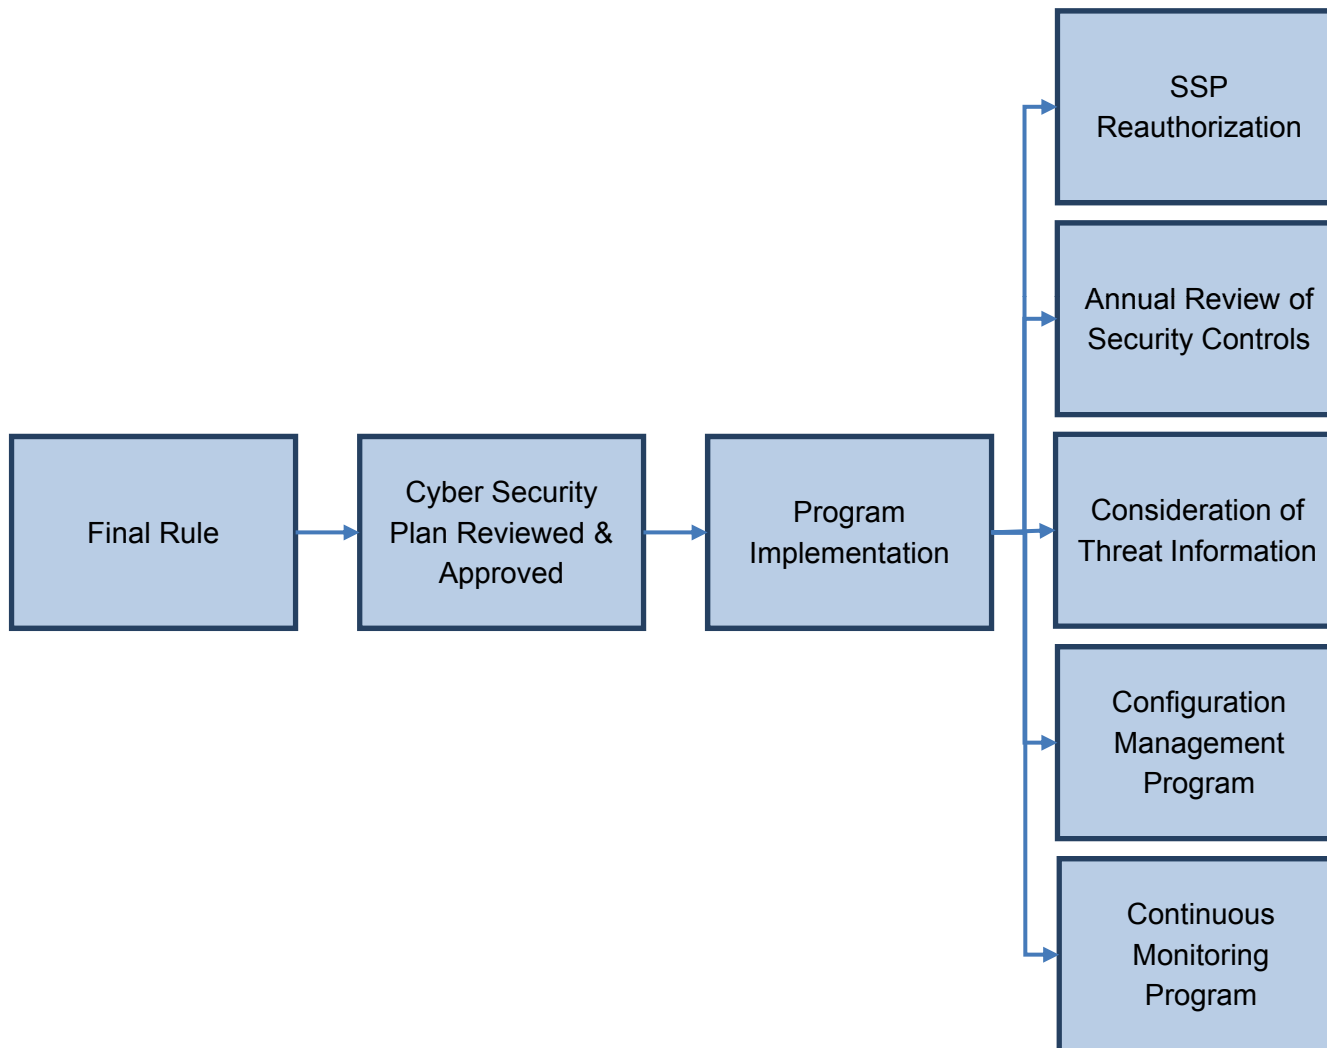 Final Rule
Cyber Security
Plan Reviewed &
Approved
Program
Implementation
SSP
Reauthorization
Annual Review of
Security Controls
Consideration of
Threat Information
Configuration
Management
Program
Continuous
Monitoring
Program